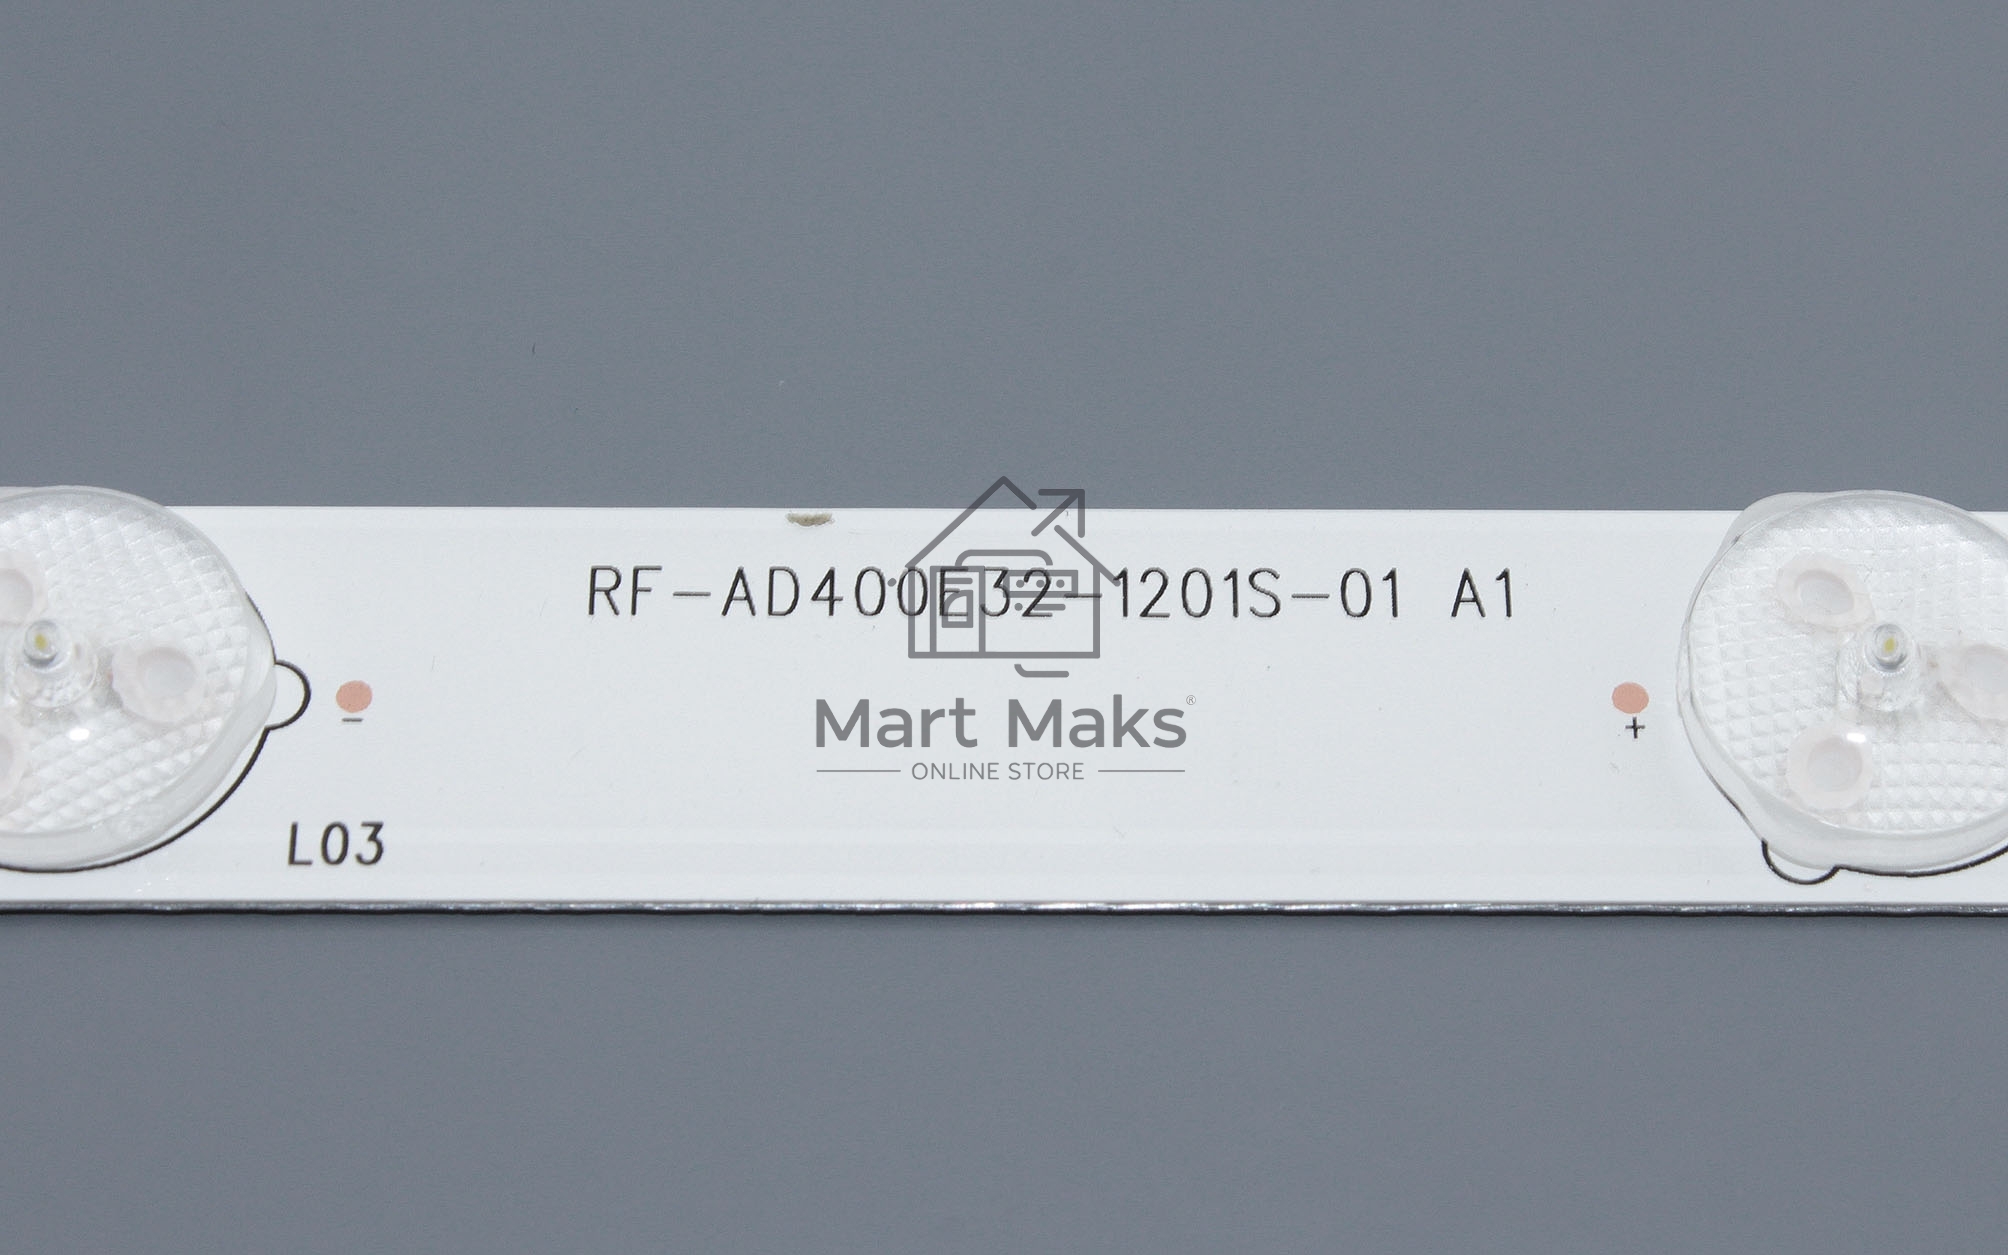 RF-AD400E32-1201S-01 A1
Mart Maks®
ONLINE STORE
−
+
L03